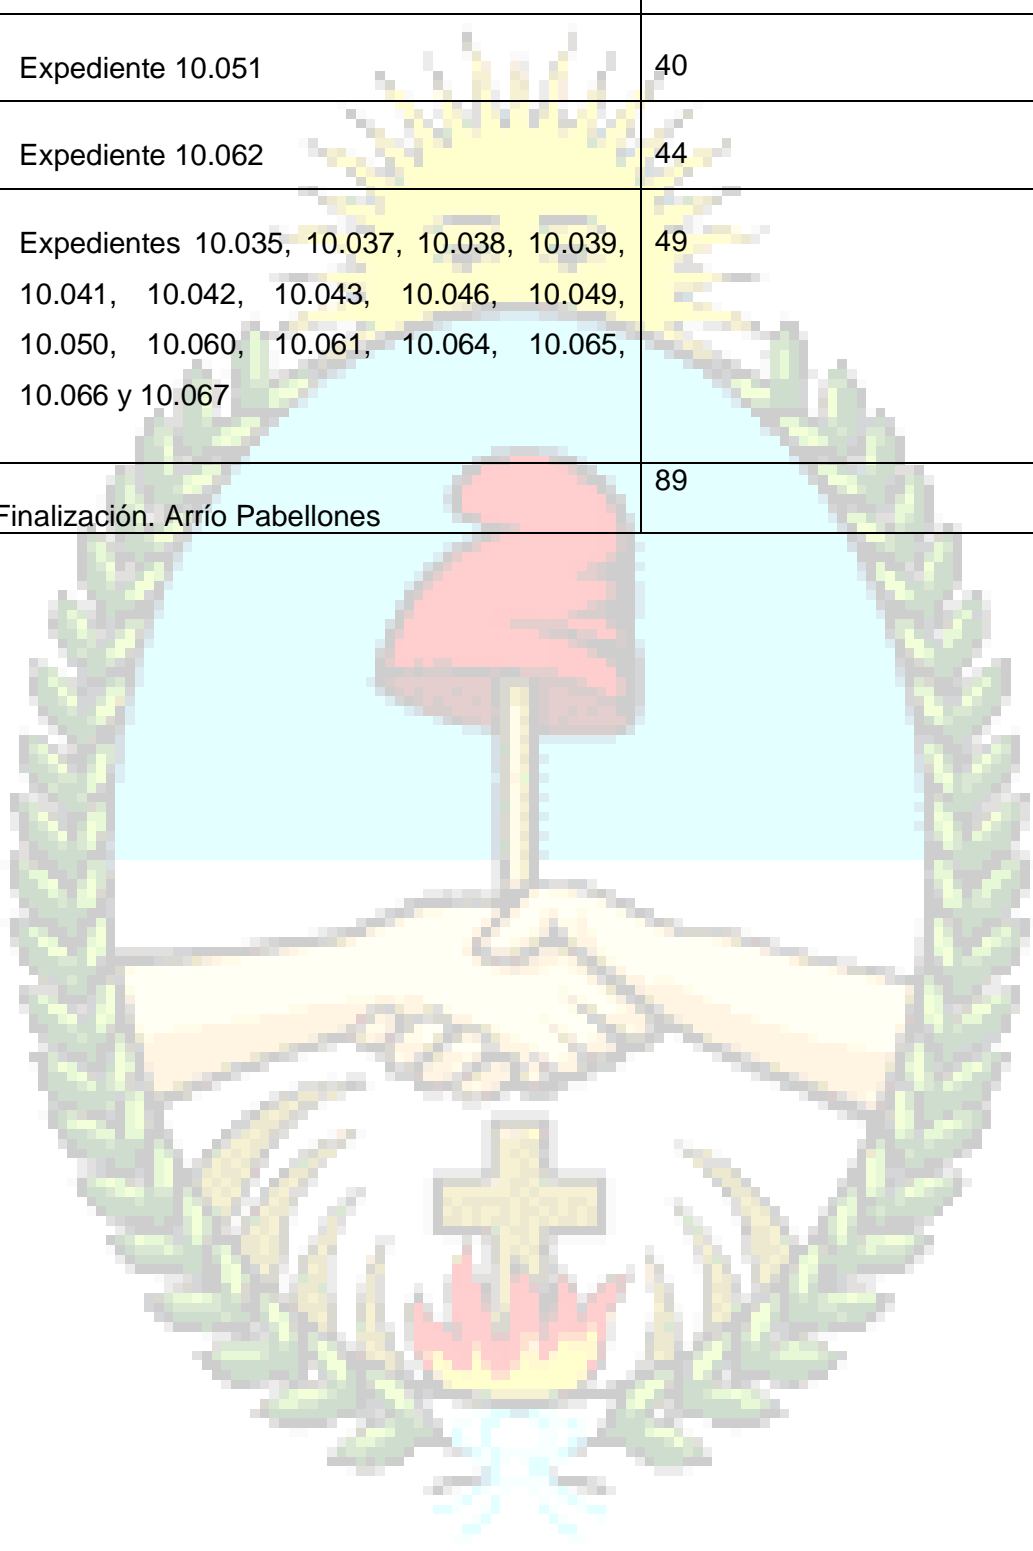 Expediente 10.051 40
Expediente 10.062 44
Expedientes 10.035, 10.037, 10.038, 10.039, 49
10.041, 10.042, 10.043, 10.046, 10.049,
10.050, 10.060, 10.061, 10.064, 10.065,
10.066 y 10.067
89
Finalización. Arrío Pabellones